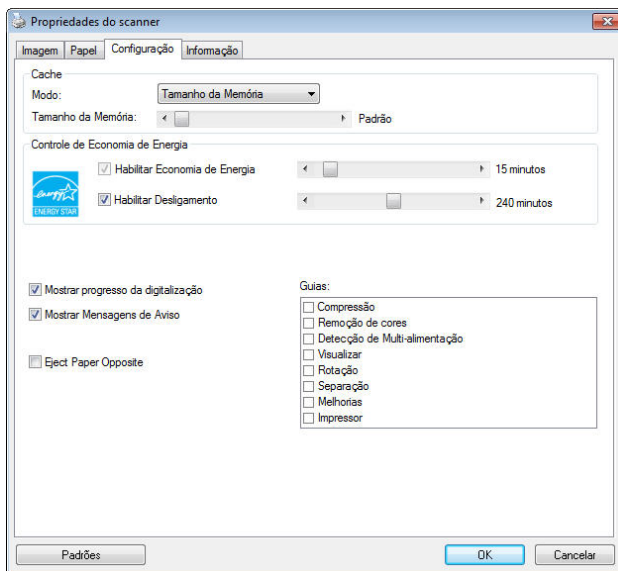 Propriedades do scanner
Imagem Papel Configuração Informação
Cache
Modo: Tamanho da Memória
Tamanho da Memória: Padrão
Controle de Economia de Energia
Habilitar Economia de Energia 15 minutos
Habilitar Desligamento 240 minutos
energy
ENERGY STAR
Mostrar progresso da digitalização
Mostrar Mensagens de Aviso
Eject Paper Opposite
Guias:
Compressão
Remoção de cores
Detecção de Multi-alimentação
Visualizar
Rotação
Separação
Melhorias
Impressor
Padrões OK Cancelar